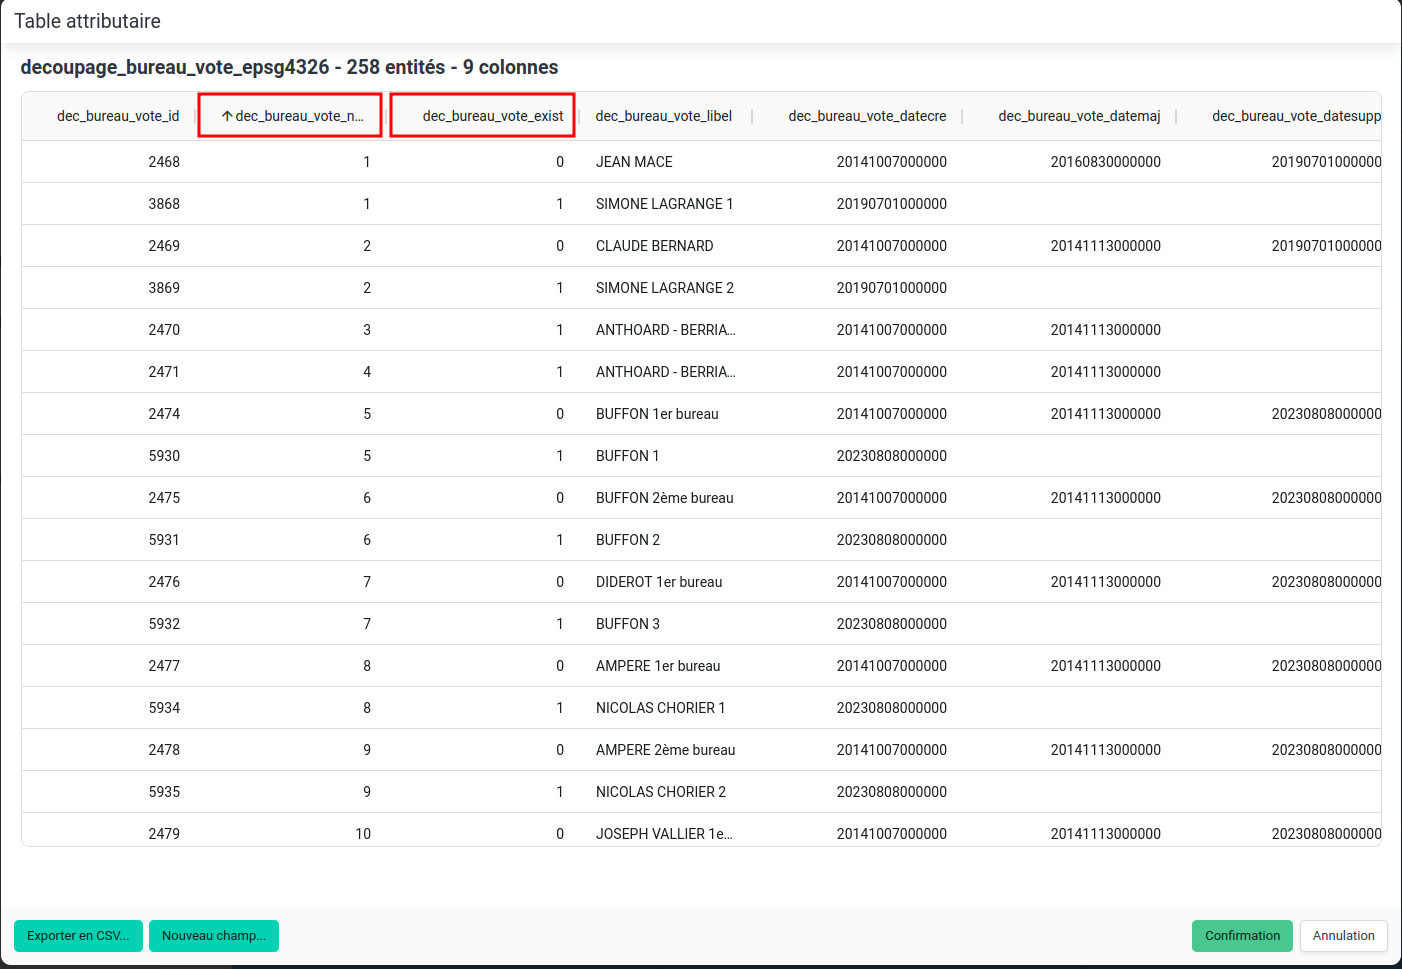 Table attributaire
decoupage_bureau_vote_epsg4326 - 258 entités - 9 colonnes
dec_bureau_vote_id ↑ dec_bureau_vote_n... dec_bureau_vote_exist dec_bureau_vote_libel dec_bureau_vote_datecre dec_bureau_vote_datemaj dec_bureau_vote_datesupp
2468 1 0 JEAN MACE 20141007000000 20160830000000 20190701000000
3868 1 1 SIMONE LAGRANGE 1 20190701000000
2469 2 0 CLAUDE BERNARD 20141007000000 20141113000000 20190701000000
3869 2 1 SIMONE LAGRANGE 2 20190701000000
2470 3 1 ANTHOARD - BERRIA... 20141007000000 20141113000000
2471 4 1 ANTHOARD - BERRIA... 20141007000000 20141113000000
2474 5 0 BUFFON 1er bureau 20141007000000 20141113000000 20230808000000
5930 5 1 BUFFON 1 20230808000000
2475 6 0 BUFFON 2ème bureau 20141007000000 20141113000000 20230808000000
5931 6 1 BUFFON 2 20230808000000
2476 7 0 DIDEROT 1er bureau 20141007000000 20141113000000 20230808000000
5932 7 1 BUFFON 3 20230808000000
2477 8 0 AMPERE 1er bureau 20141007000000 20141113000000 20230808000000
5934 8 1 NICOLAS CHORIER 1 20230808000000
2478 9 0 AMPERE 2ème bureau 20141007000000 20141113000000 20230808000000
5935 9 1 NICOLAS CHORIER 2 20230808000000
2479 10 0 JOSEPH VALLIER 1e... 20141007000000 20141113000000 20230808000000
Exporter en CSV... Nouveau champ... Confirmation Annulation